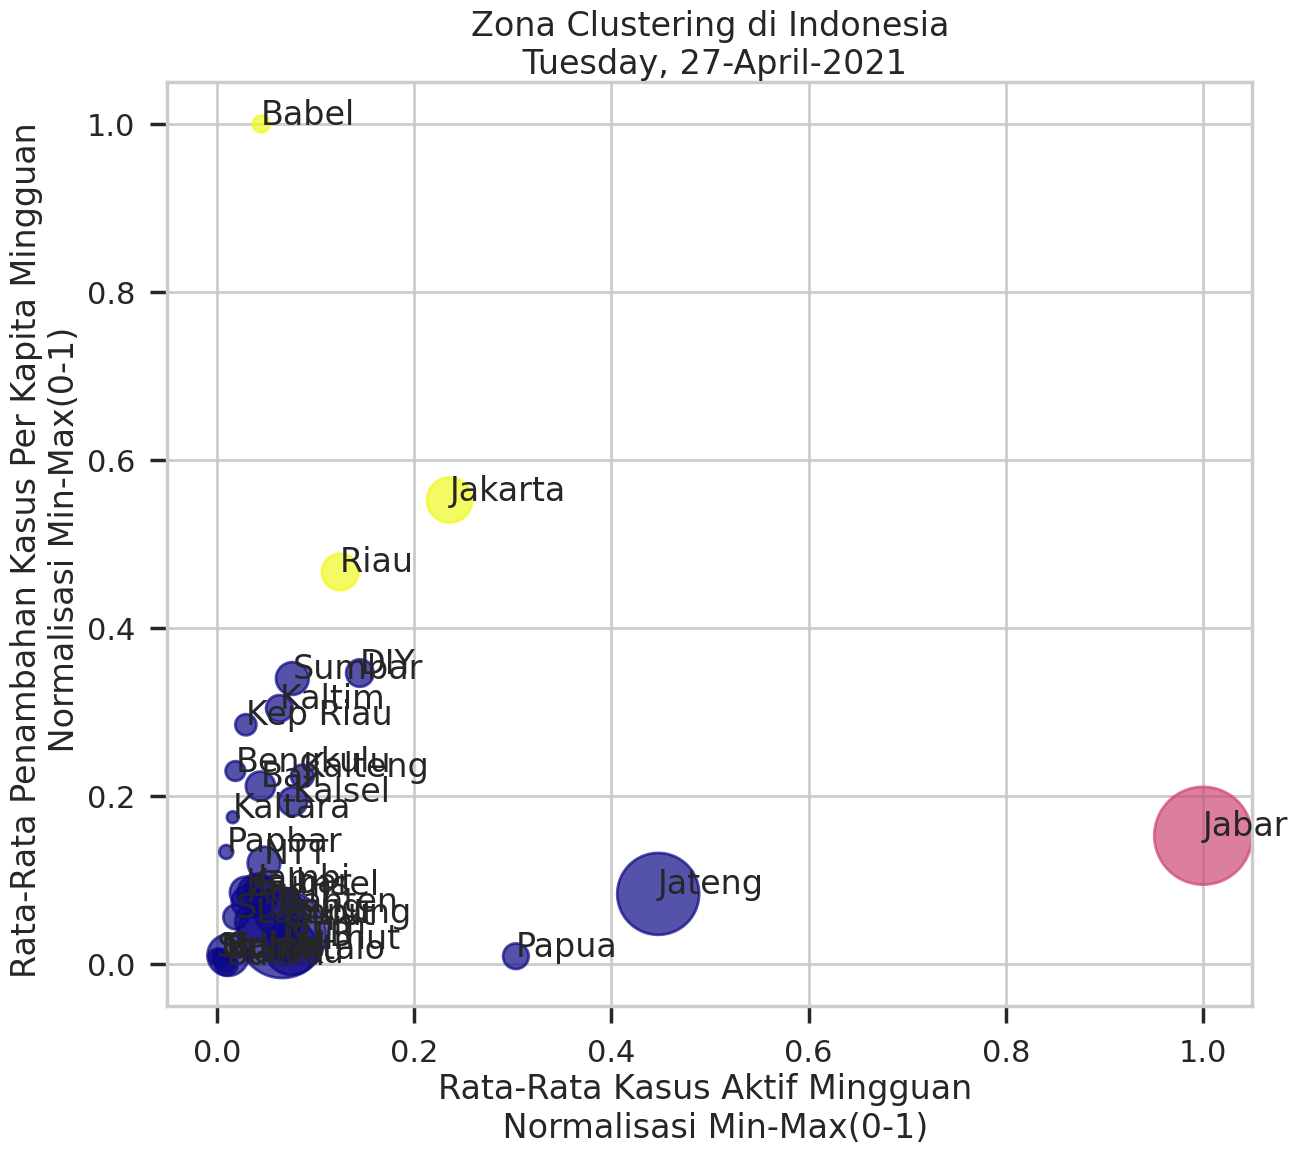 Zona Clustering di Indonesia
Tuesday, 27-April-2021
Rata-Rata Penambahan Kasus Per Kapita Mingguan
Normalisasi Min-Max(0-1)
1.0
0.8
0.6
0.4
0.2
0.0
Babel
Jakarta
Riau
DIY
Sumbar
Kaltim
Kep Riau
Bengkulu
Kalteng
Bali
Kalsel
Kaltara
Papbar
NTT
Jambi
Jabar
Jateng
Papua
0.0 0.2 0.4 0.6 0.8 1.0
Rata-Rata Kasus Aktif Mingguan
Normalisasi Min-Max(0-1)